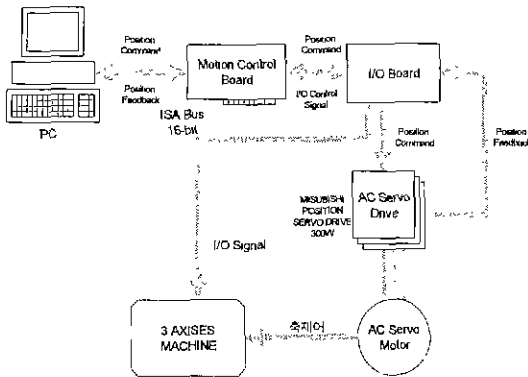 Position
Command
Position
Feedback
PC
ISA Bus
16-bit
Motion Control
Board
Position
Command
I/O Control
Signal
I/O Board
Position
Command
Position
Feedback
MISUBISHI
POSITION
SERVO DRIVE
300W
AC Servo
Drive
I/O Signal
3 AXISES
MACHINE
축제어
AC Servo
Motor